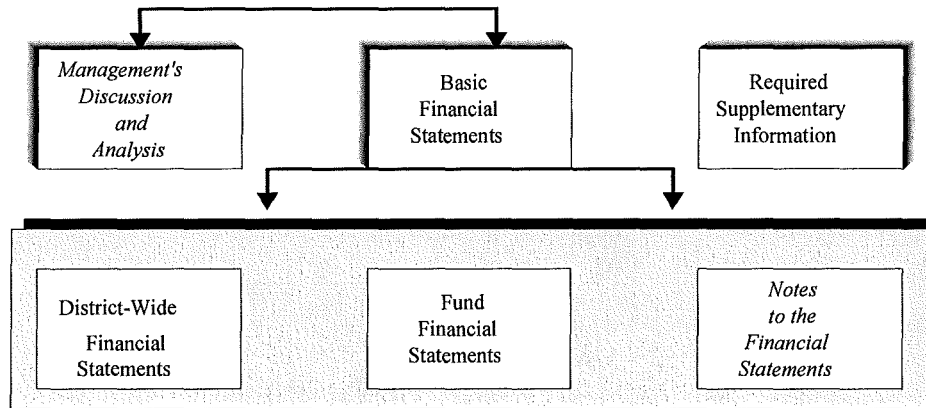 Management's
Discussion
and
Analysis
Basic
Financial
Statements
Required
Supplementary
Information
District-Wide
Financial
Statements
Fund
Financial
Statements
Notes
to the
Financial
Statements